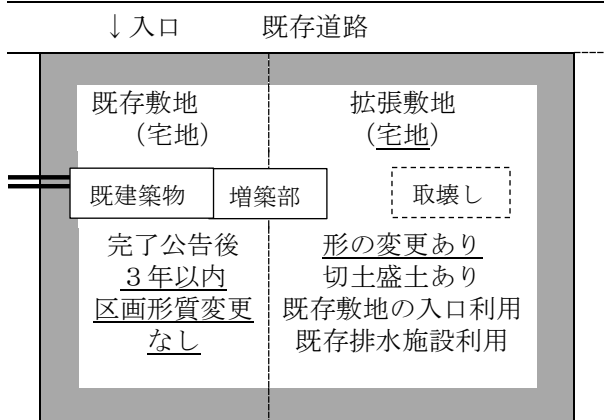 ↓入口
既存道路
既存敷地
（宅地）
拡張敷地
（宅地）
既建築物
増築部
取壊し
完了公告後
３年以内
区画形質変更
なし
形の変更あり
切土盛土あり
既存敷地の入口利用
既存排水施設利用